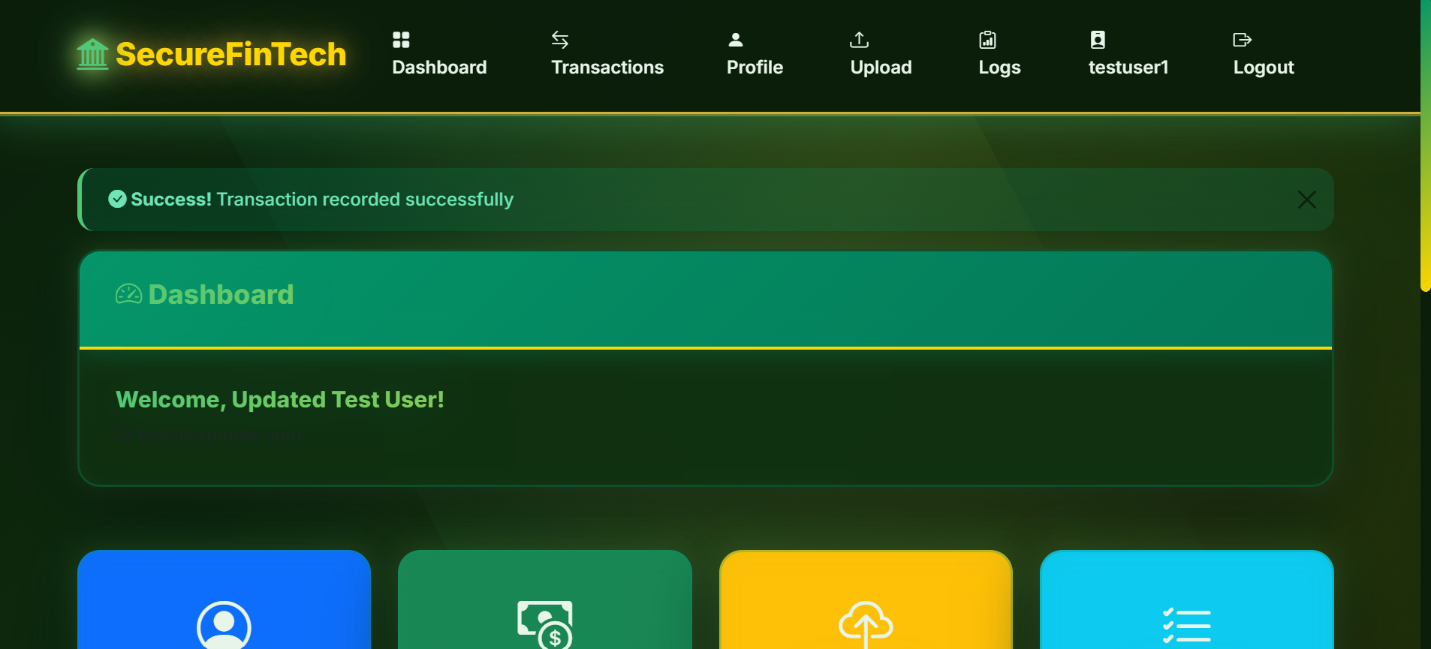 SecureFinTech
Dashboard
Transactions
Profile
Upload
Logs
testuser1
Logout
Success! Transaction recorded successfully
Dashboard
Welcome, Updated Test User!
$